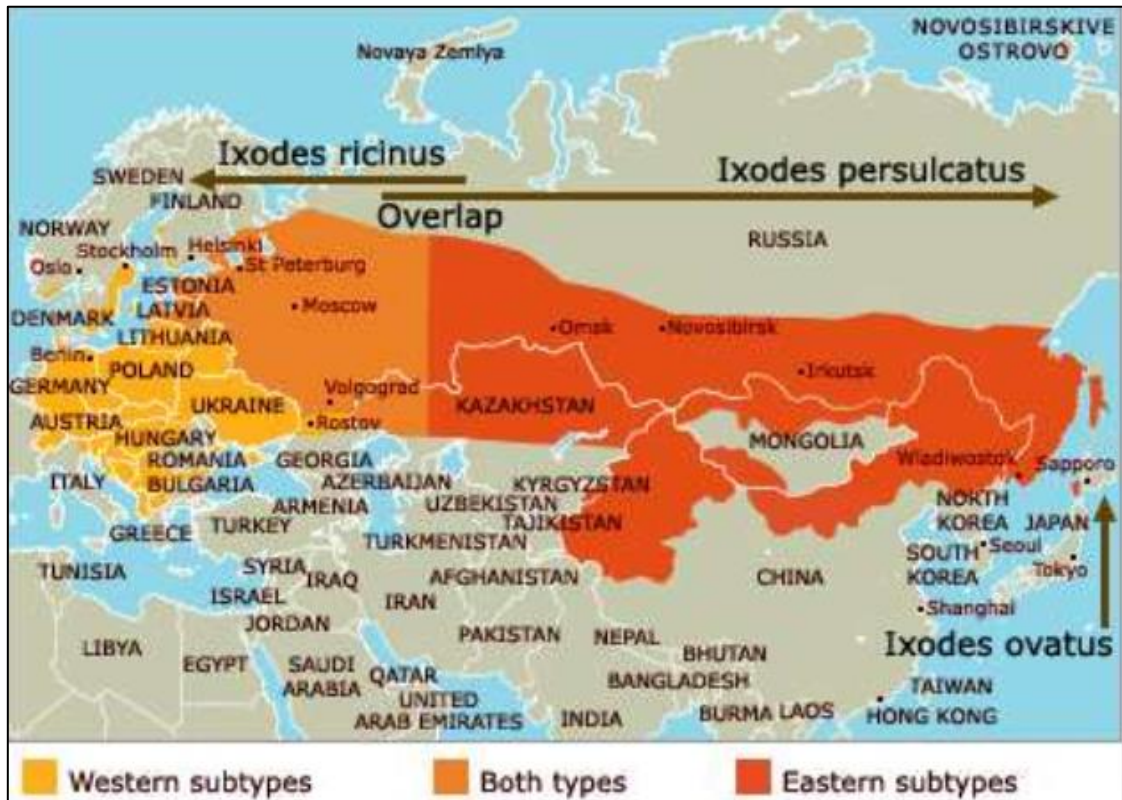 NOVOSIBIRSKIVE
OSTROVO
Novaya Zemlya
Ixodes ricinus
Ixodes persulcatus
Overlap
SWEDEN
FINLAND
NORWAY
RUSSIA
Stockholm
Helsinki
Oslo
St Peterburg
ESTONIA
Moscow
LATVIA
DENMARK
LITHUANIA
Omsk
Novosibirsk
Berlin
POLAND
GERMANY
Irkutsk
Volgograd
UKRAINE
KAZAKHSTAN
AUSTRIA
Rostov
HUNGARY
MONGOLIA
ROMANIA
GEORGIA
Wladiwostok
Sapporo
ITALY
BULGARIA
AZERBAIJAN
KYRGYZSTAN
ARMENIA
UZBEKISTAN
NORTH
KOREA
JAPAN
GREECE
TURKEY
TAJIKISTAN
TURKMENISTAN
SOUTH
KOREA
Seoul
TUNISIA
SYRIA
IRAQ
AFGHANISTAN
CHINA
Tokyo
ISRAEL
IRAN
Shanghai
JORDAN
PAKISTAN
NEPAL
Ixodes ovatus
LIBYA
EGYPT
SAUDI
ARABIA
QATAR
BHUTAN
BANGLADESH
UNITED
ARAB EMIRATES
TAIWAN
INDIA
BURMA
LAOS
HONG KONG
Western subtypes
Both types
Eastern subtypes